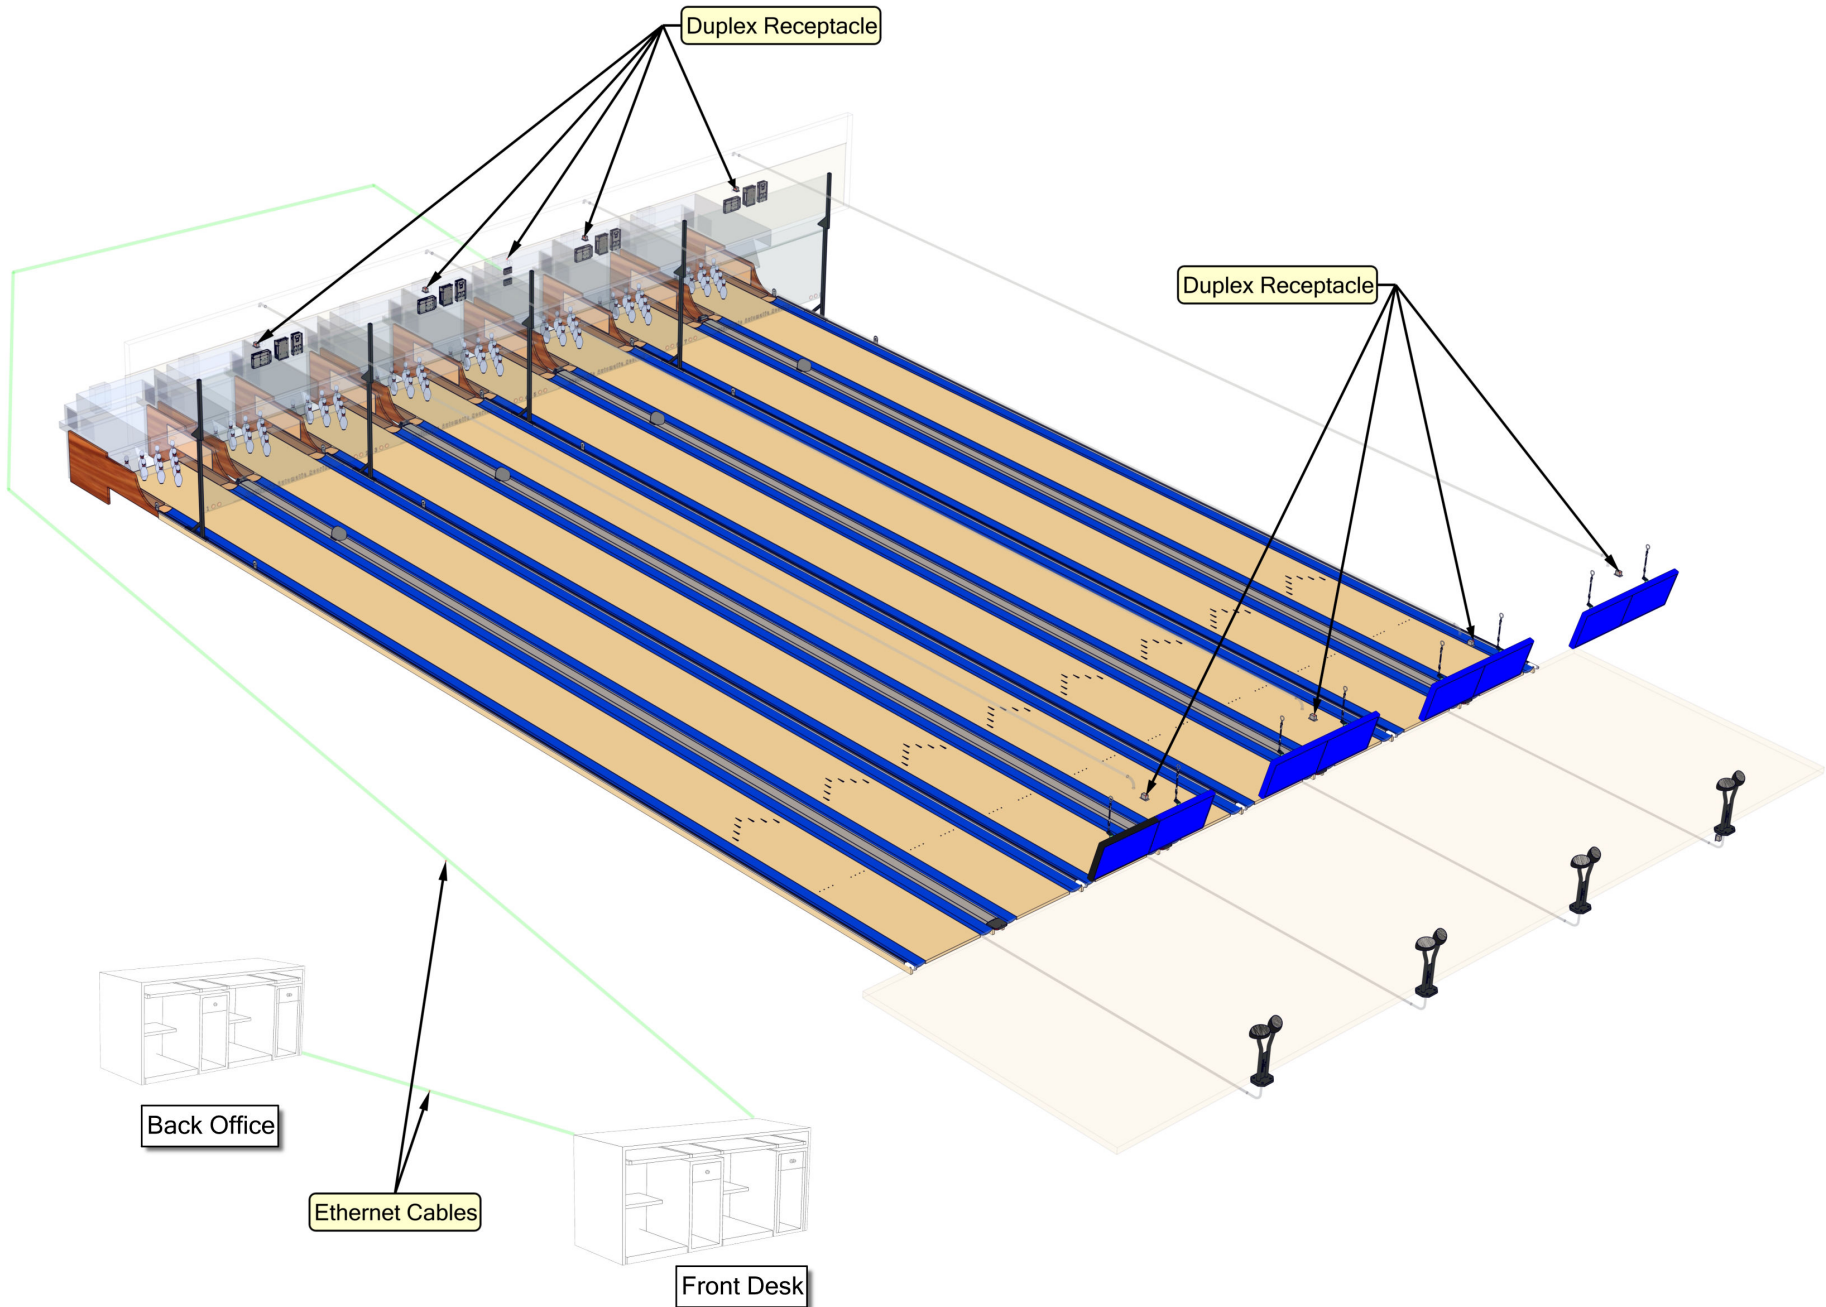 Duplex Receptacle
Duplex Receptacle
Back Office
Ethernet Cables
Front Desk